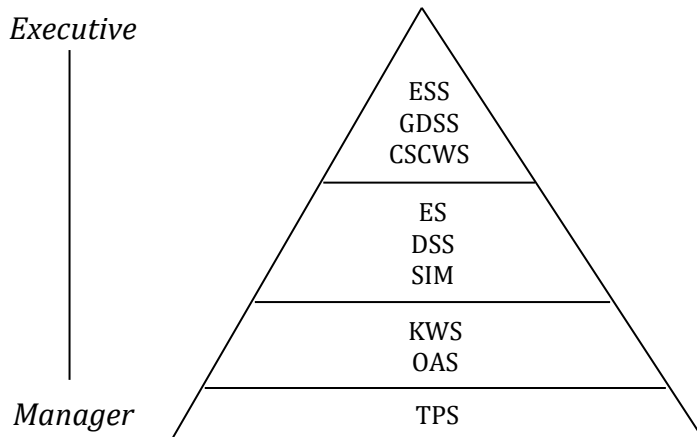 Executive
ESS
GDSS
CSCWS
ES
DSS
SIM
KWS
OAS
Manager
TPS